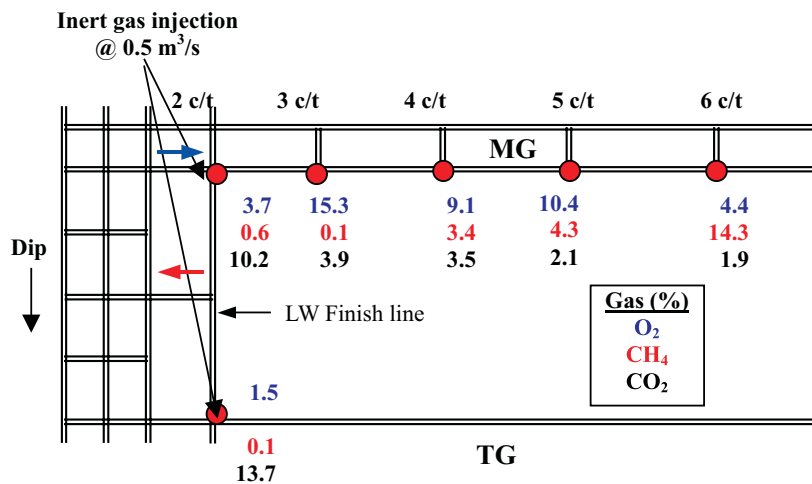 Inert gas injection
@ 0.5 m³/s
2 c/t 3 c/t 4 c/t 5 c/t 6 c/t
MG
3.7 15.3 9.1 10.4 4.4
0.6 0.1 3.4 4.3 14.3
10.2 3.9 3.5 2.1 1.9
Dip
LW Finish line
Gas (%)
O₂
CH₄
CO₂
1.5
0.1
13.7
TG